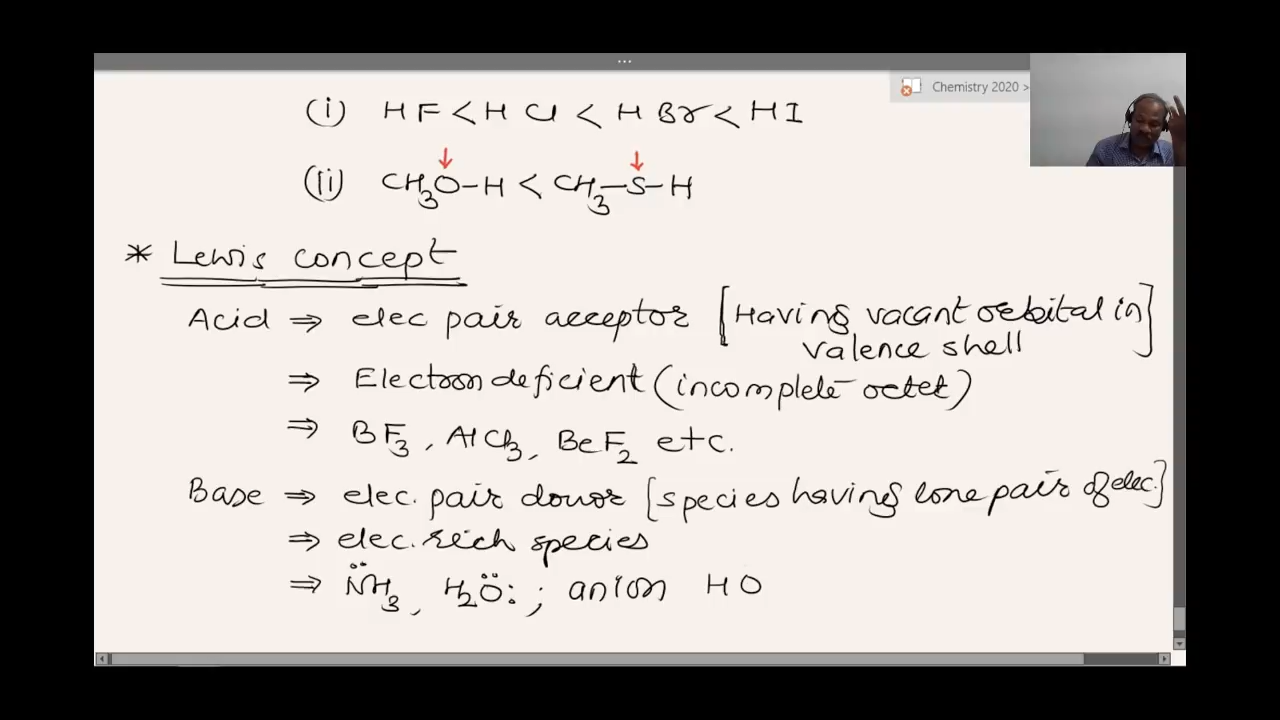 Chemistry 2020 >
(i) HF < HCl < HBr < HI
(ii) CH₃O-H < CH₃-S-H
* Lewis concept
Acid ⇒ elec pair acceptor [Having vacant orbital in
valence shell]
⇒ Electron deficient (incomplete octet)
⇒ BF₃, AlCl₃, BeF₂ etc.
Base ⇒ elec. pair donor [species having lone pair of elec.]
⇒ elec. rich species
⇒ N̈H₃, H₂Ö: ; anion HO